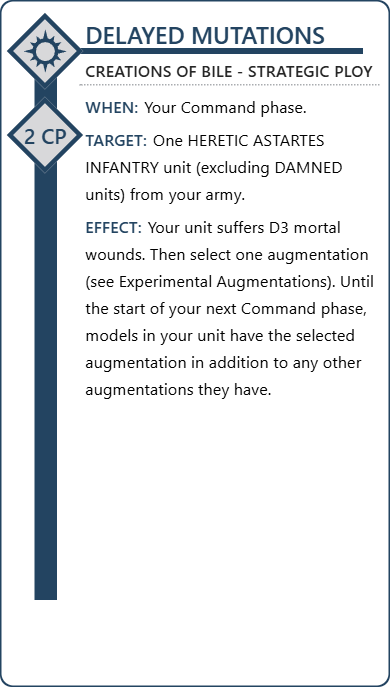 DELAYED MUTATIONS
CREATIONS OF BILE - STRATEGIC PLOY
WHEN: Your Command phase.
2 CP
TARGET: One HERETIC ASTARTES
INFANTRY unit (excluding DAMNED
units) from your army.
EFFECT: Your unit suffers D3 mortal
wounds. Then select one augmentation
(see Experimental Augmentations). Until
the start of your next Command phase,
models in your unit have the selected
augmentation in addition to any other
augmentations they have.